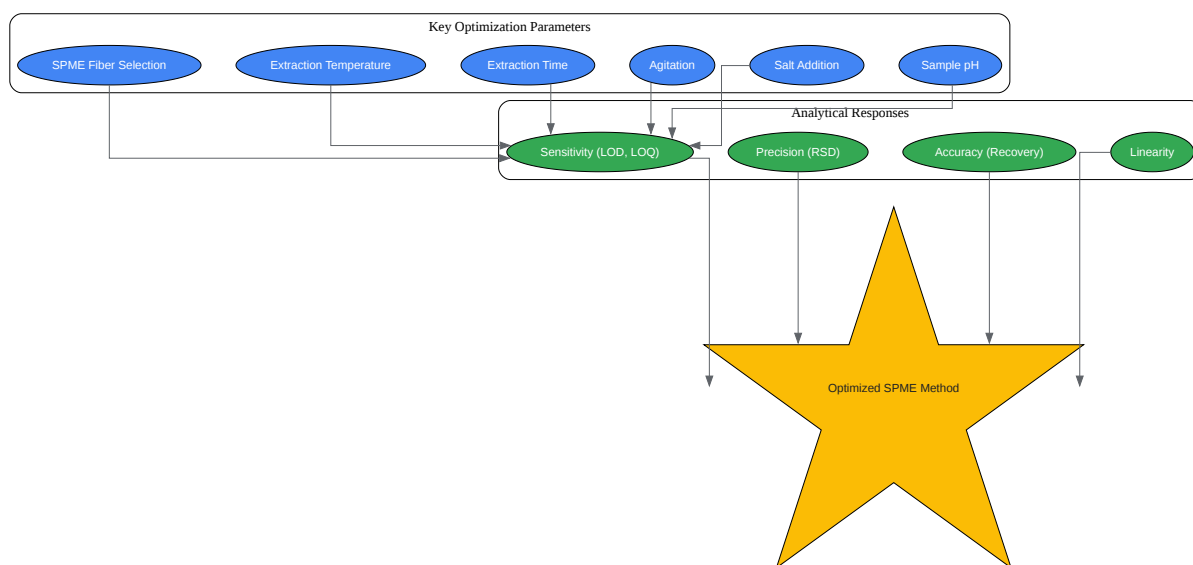 Key Optimization Parameters
SPME Fiber Selection
Extraction Temperature
Extraction Time
Agitation
Salt Addition
Sample pH
Analytical Responses
Sensitivity (LOD, LOQ)
Precision (RSD)
Accuracy (Recovery)
Linearity
Optimized SPME Method